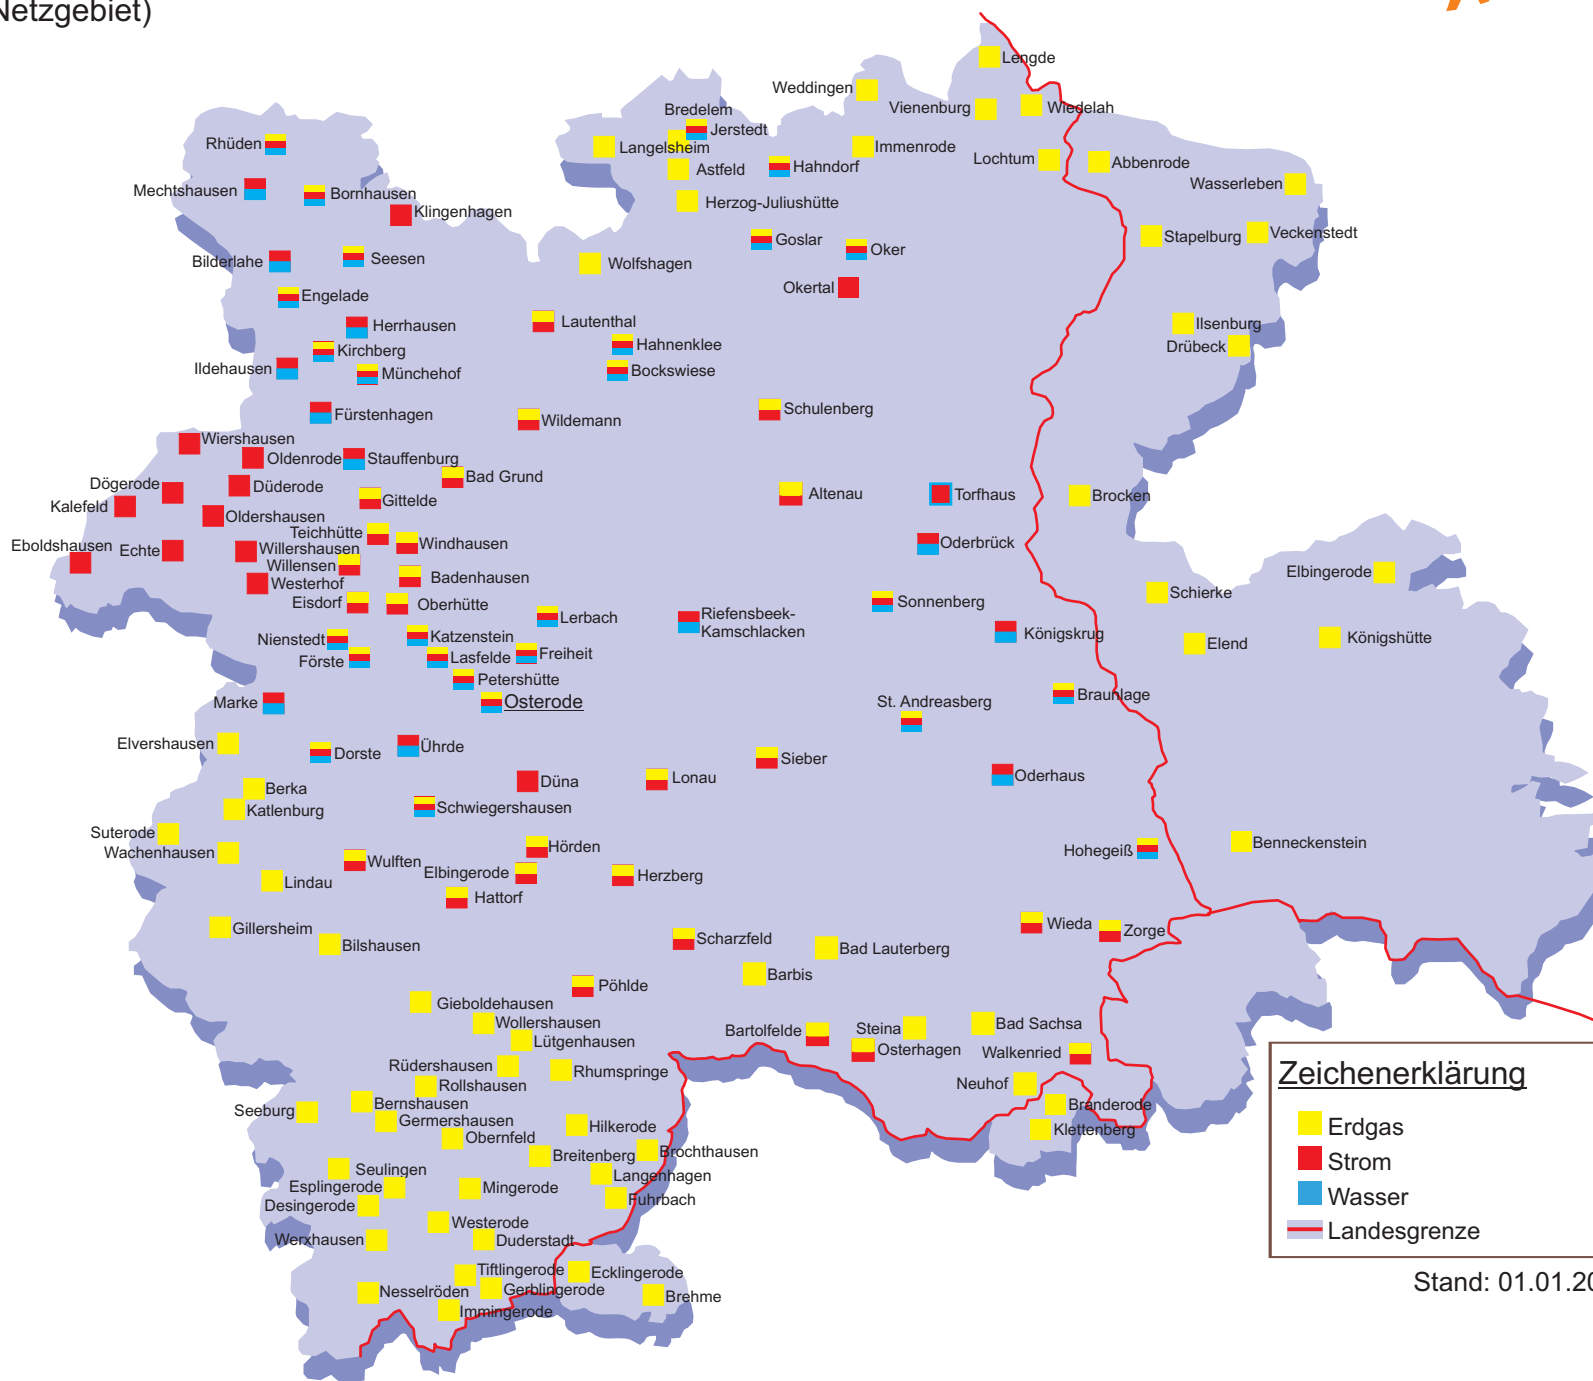 Netzgebiet)
Lengde
Weddingen
Vienenburg
Wiedelah
Bredelem
Jerstedt
Rhüden
Langelsheim
Immenrode
Lochtum
Abbenrode
Astfeld
Hahndorf
Wasserleben
Mechtshausen
Bornhausen
Herzog-Juliushütte
Klingenhagen
Goslar
Stapelburg
Veckenstedt
Oker
Bilderlahe
Seesen
Wolfshagen
Okertal
Engelade
Lautenthal
Ilsenburg
Herrhausen
Hahnenklee
Drübeck
Kirchberg
Ildehausen
Münchehof
Bockswiese
Fürstenhagen
Wildemann
Schulenberg
Wiershausen
Oldenrode
Stauffenburg
Bad Grund
Dögerode
Düderode
Gittelde
Altenau
Torfhaus
Brocken
Kalefeld
Oldershausen
Teichhütte
Windhausen
Oderbrück
Eboldshausen
Echte
Willershausen
Willensen
Westerhof
Badenhausen
Elbingerode
Schierke
Eisdorf
Oberhütte
Sonnenberg
Lerbach
Riefensbeek-
Kamschlacken
Nienstedt
Katzenstein
Königskrug
Elend
Königshütte
Förste
Lasfelde
Freiheit
Petershütte
Marke
Osterode
St. Andreasberg
Braunlage
Elvershausen
Dorste
Ührde
Sieber
Düna
Lonau
Oderhaus
Berka
Katlenburg
Schwiegershausen
Suterode
Wachenhausen
Hörden
Hohegeiß
Benneckenstein
Wulften
Elbingerode
Herzberg
Lindau
Hattorf
Gillersheim
Bilshausen
Scharzfeld
Bad Lauterberg
Wieda
Zorge
Barbis
Pöhlde
Gieboldehausen
Wollershausen
Lütgenhausen
Bartolfelde
Steina
Bad Sachsa
Osterhagen
Walkenried
Rüdershausen
Rhumspringe
Rollshausen
Neuhof
Seeburg
Bernshausen
Germershausen
Branderode
Hilkerode
Klettenberg
Obernfeld
Breitenberg
Brochthausen
Seulingen
Langenhagen
Esplingerode
Mingerode
Desingerode
Fuhrbach
Westerode
Werxhausen
Duderstadt
Tiftlingerode
Ecklingerode
Nesselröden
Gerblingerode
Brehme
Immingerode
Zeichenerklärung
Erdgas
Strom
Wasser
Landesgrenze
Stand: 01.01.20